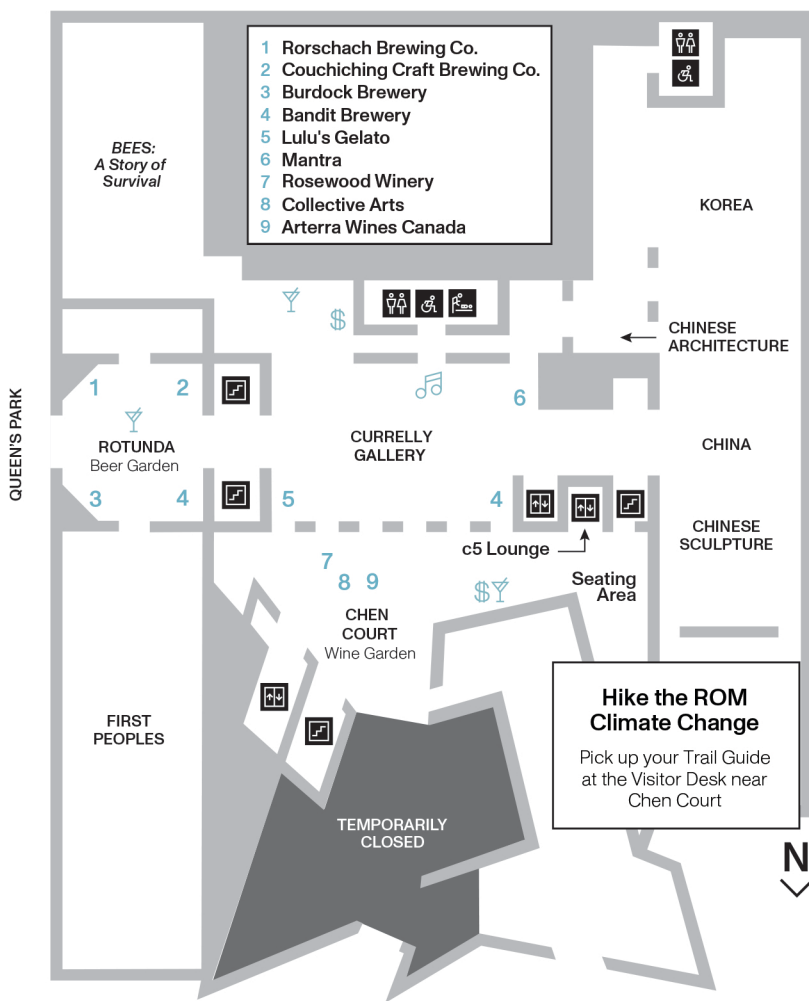 1 Rorschach Brewing Co.
2 Couchiching Craft Brewing Co.
3 Burdock Brewery
4 Bandit Brewery
5 Lulu's Gelato
6 Mantra
7 Rosewood Winery
8 Collective Arts
9 Arterra Wines Canada
BEES:
A Story of
Survival
KOREA
$
CHINESE
ARCHITECTURE
1
2
6
QUEEN'S PARK
ROTUNDA
Beer Garden
CURRELLY
GALLERY
CHINA
3
4
5
4
c5 Lounge
CHINESE
SCULPTURE
7
8
9
$
Seating
Area
CHEN
COURT
Wine Garden
FIRST
PEOPLES
Hike the ROM
Climate Change
Pick up your Trail Guide
at the Visitor Desk near
Chen Court
TEMPORARILY
CLOSED
N